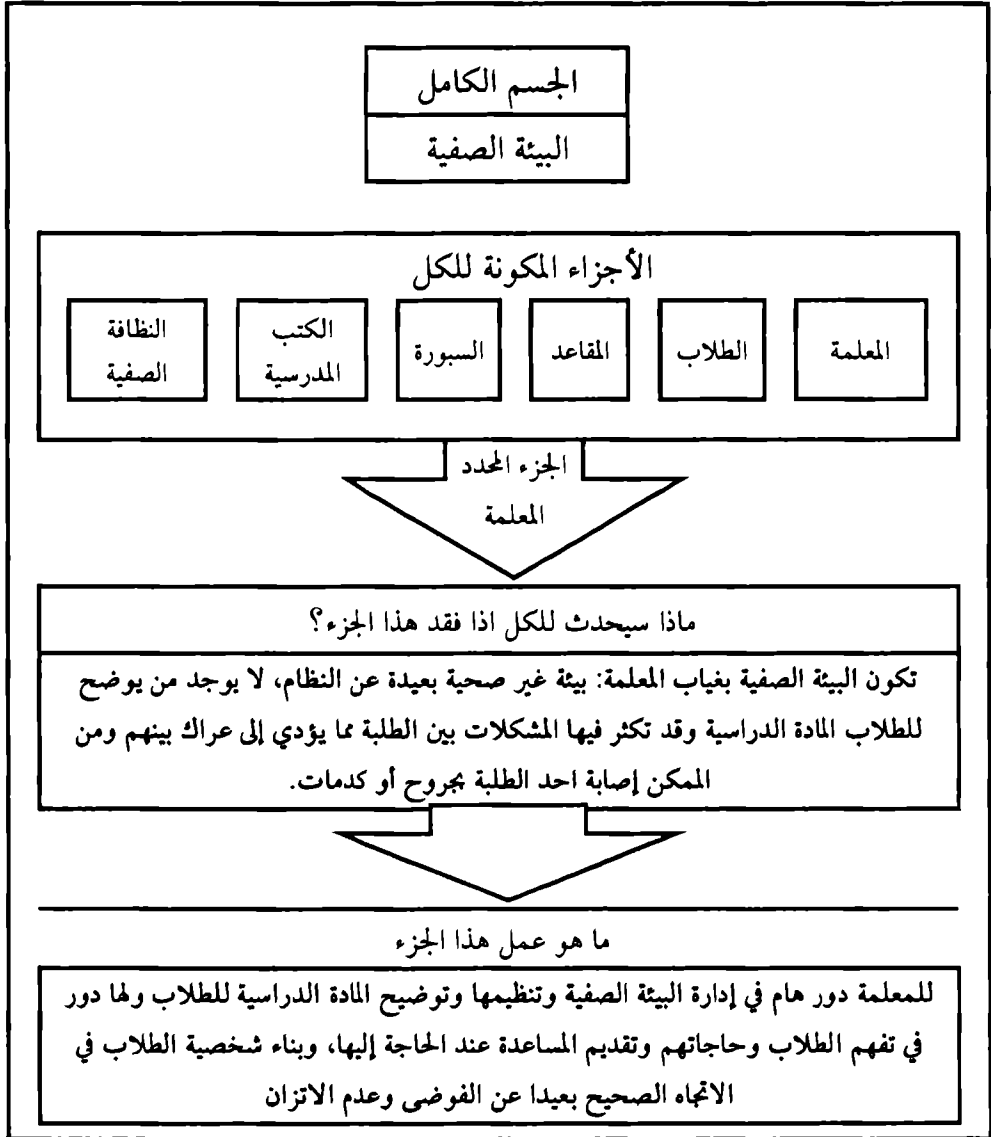 الجسم الكامل
البيئة الصفية
الأجزاء المكونة للكل
المعلمة
الطلاب
المقاعد
السبورة
الكتب
المدرسية
النظافة
الصفية
الجزء المحدد
المعلمة
ماذا سيحدث للكل اذا فقد هذا الجزء؟
تكون البيئة الصفية بغياب المعلمة: بيئة غير صحية بعيدة عن النظام، لا يوجد من يوضح
للطلاب المادة الدراسية وقد تكثر فيها المشكلات بين الطلبة مما يؤدي إلى عراك بينهم ومن
الممكن إصابة احد الطلبة بجروح أو كدمات.
ما هو عمل هذا الجزء
للمعلمة دور هام في إدارة البيئة الصفية وتنظيمها وتوضيح المادة الدراسية للطلاب ولها دور
في تفهم الطلاب وحاجاتهم وتقديم المساعدة عند الحاجة إليها، وبناء شخصية الطلاب في
الاتجاه الصحيح بعيدا عن الفوضى وعدم الاتزان